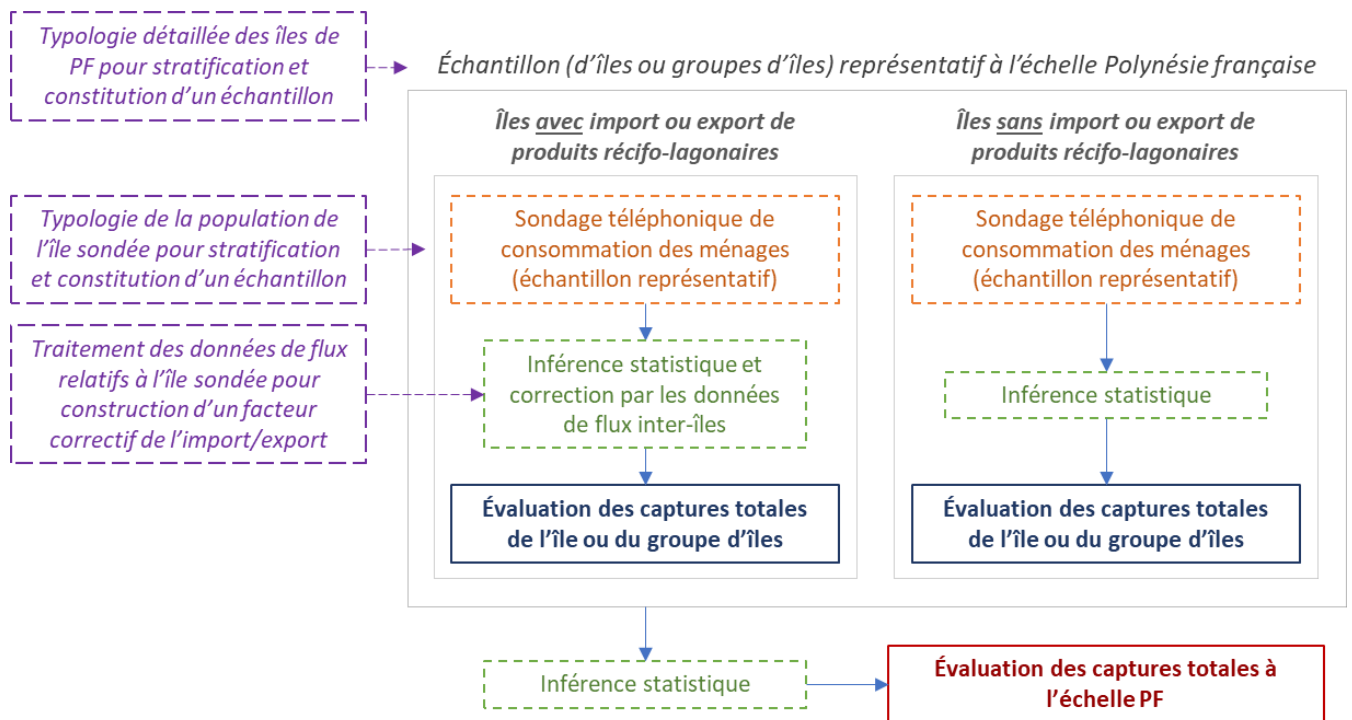 Typologie détaillée des îles de
PF pour stratification et
constitution d’un échantillon
Échantillon (d’îles ou groupes d’îles) représentatif à l’échelle Polynésie française
Îles avec import ou export de
produits récifo-lagonaires
Îles sans import ou export de
produits récifo-lagonaires
Typologie de la population de
l’île sondée pour stratification
et constitution d’un échantillon
Sondage téléphonique de
consommation des ménages
(échantillon représentatif)
Sondage téléphonique de
consommation des ménages
(échantillon représentatif)
Traitement des données de flux
relatifs à l’île sondée pour
construction d’un facteur
correctif de l’import/export
Inférence statistique et
correction par les données
de flux inter-îles
Inférence statistique
Évaluation des captures totales
de l’île ou du groupe d’îles
Évaluation des captures totales
de l’île ou du groupe d’îles
Inférence statistique
Évaluation des captures totales à
l’échelle PF